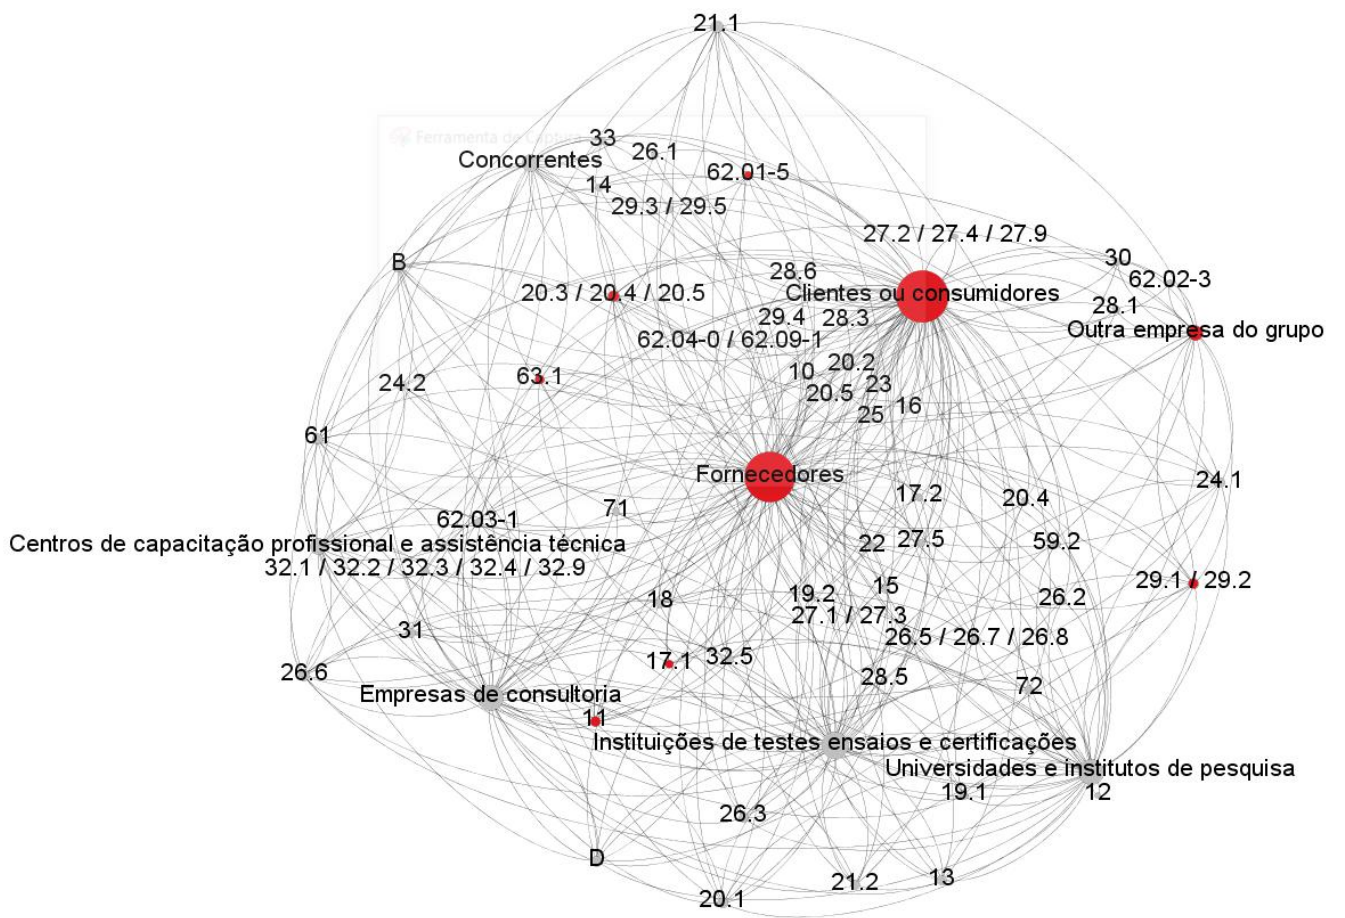 21.1
Ferramenta de Captura
33
26.1
Concorrentes
62.01-5
14
29.3 / 29.5
27.2 / 27.4 / 27.9
B
30
28.6
62.02-3
20.3 / 20.4 / 20.5
Clientes ou consumidores
28.1
29.4
28.3
Outra empresa do grupo
62.04-0 / 62.09-1
20.2
10
63.1
24.2
23
20.5
16
25
61
Fornecedores
24.1
17.2
20.4
71
62.03-1
27.5
59.2
22
Centros de capacitação profissional e assistência técnica
32.1 / 32.2 / 32.3 / 32.4 / 32.9
29.1 / 29.2
15
19.2
18
26.2
27.1 / 27.3
31
26.5 / 26.7 / 26.8
32.5
17.1
26.6
28.5
72
Empresas de consultoria
11
Instituições de testes ensaios e certificações
Universidades e institutos de pesquisa
19.1
12
26.3
D
13
21.2
20.1